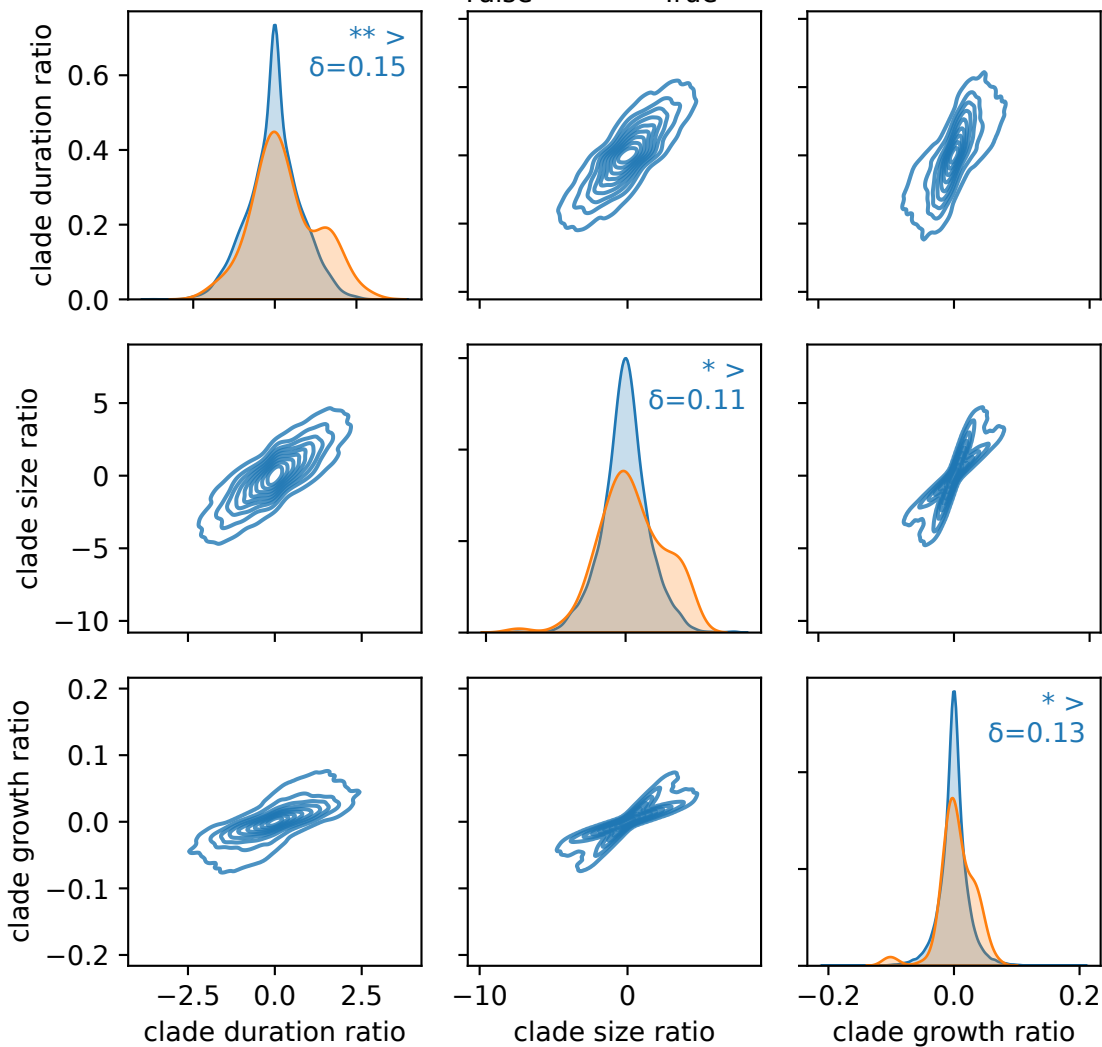 True
clade duration ratio
0.6
0.4
0.2
0.0
** >
δ=0.15
clade size ratio
5
0
−5
−10
* >
δ=0.11
clade growth ratio
0.2
0.1
0.0
−0.1
−0.2
* >
δ=0.13
−2.5 0.0 2.5
−10 0
−0.2 0.0 0.2
clade duration ratio
clade size ratio
clade growth ratio